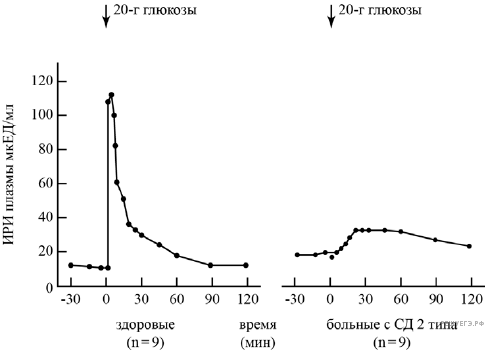 20-г глюкозы
20-г глюкозы
ИРИ плазмы мкЕД/мл
120
100
80
60
40
20
0
-30 0 30 60 90 120
-30 0 30 60 90 120
здоровые
(n = 9)
время
(мин)
больные с СД 2 типа
(n = 9)